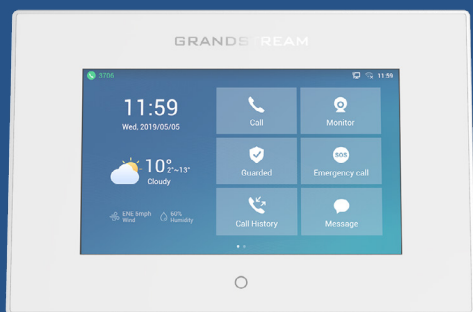 GRANDSTREAM
3706
11:59
11:59
Wed, 2019/05/05
10°
2°~13°
Cloudy
ENE 5mph
Wind
60%
Humidity
Call
Monitor
Guarded
SOS
Emergency call
Call History
Message